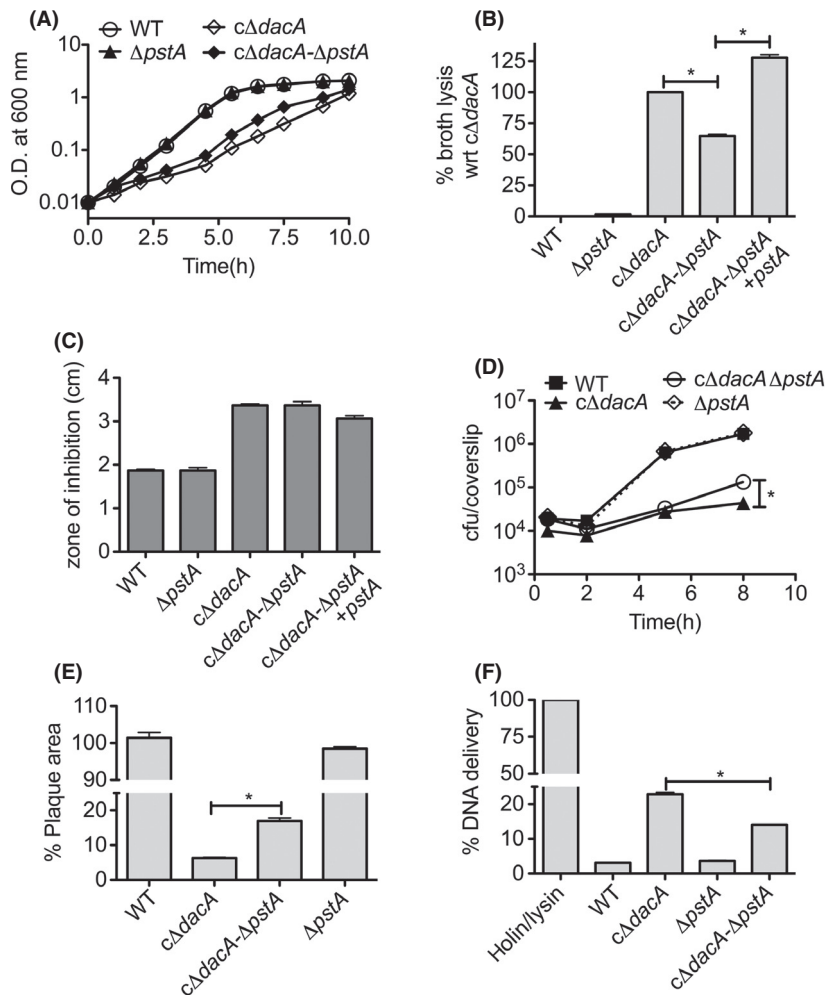 (A)
WT
cΔdacA
ΔpstA
cΔdacA-ΔpstA
10
1
0.1
0.01
O.D. at 600 nm
0.0 2.5 5.0 7.5 10.0
Time(h)
(B)
* *
125
100
75
50
25
0
% broth lysis
wrt cΔdacA
WT
ΔpstA
cΔdacA
cΔdacA-ΔpstA
cΔdacA-ΔpstA
+pstA
(C)
4
3
2
1
0
zone of inhibition (cm)
WT
ΔpstA
cΔdacA
cΔdacA-ΔpstA
cΔdacA-ΔpstA
+pstA
(D)
WT
cΔdacAΔpstA
cΔdacA
ΔpstA
10⁷
10⁶
10⁵
10⁴
10³
cfu/coverslip
*
0 2 4 6 8 10
Time(h)
(E)
110
100
90
20
10
0
% Plaque area
*
WT
cΔdacA
cΔdacA-ΔpstA
ΔpstA
(F)
100
75
50
20
10
0
% DNA delivery
*
Holin/lysin
WT
cΔdacA
ΔpstA
cΔdacA-ΔpstA